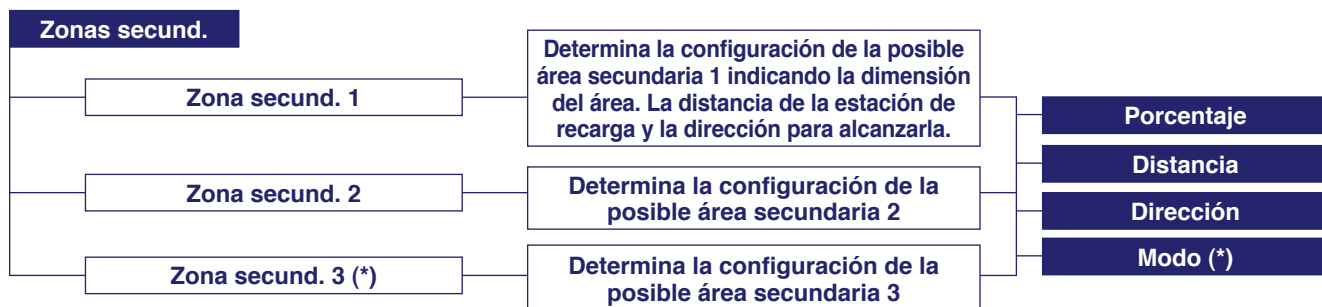 Zonas secund.
Zona secund. 1
Determina la configuración de la posible
área secundaria 1 indicando la dimensión
del área. La distancia de la estación de
recarga y la dirección para alcanzarla.
Zona secund. 2
Determina la configuración de la
posible área secundaria 2
Zona secund. 3 (*)
Determina la configuración de la
posible área secundaria 3
Porcentaje
Distancia
Dirección
Modo (*)